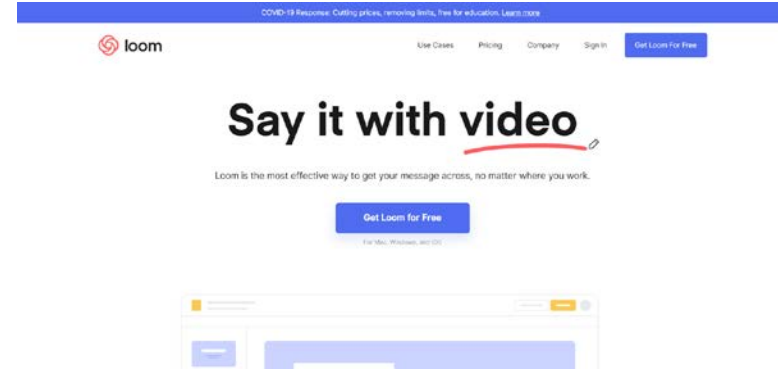 COVID-19 Response: Cutting prices, removing limits, free for education. Learn more
loom
Use Cases Pricing Company Sign In Get Loom For Free
Say it with video
Loom is the most effective way to get your message across, no matter where you work.
Get Loom for Free
For Mac, Windows, and iOS